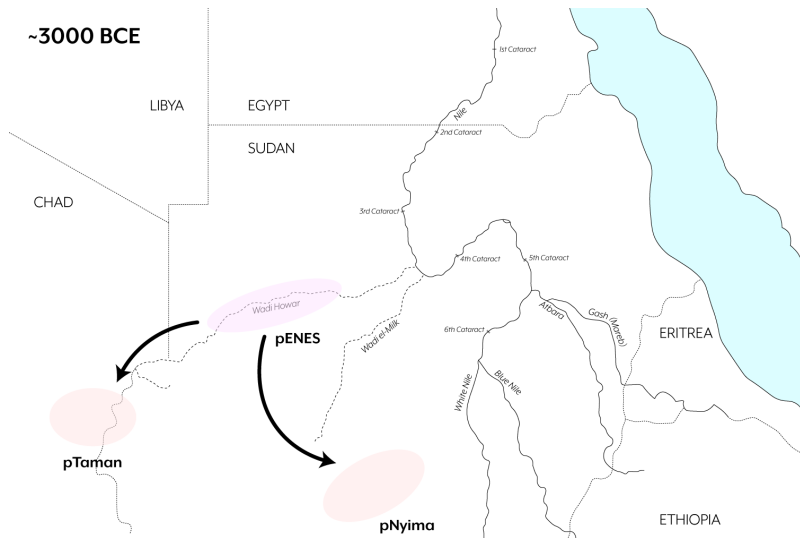 ~3000 BCE
1st Cataract
LIBYA
EGYPT
Nile
2nd Cataract
SUDAN
CHAD
3rd Cataract
4th Cataract
5th Cataract
Wadi Howar
Atbara
Gash (Mareb)
6th Cataract
ERITREA
pENES
Wadi el-Milk
White Nile
Blue Nile
pTaman
pNyima
ETHIOPIA